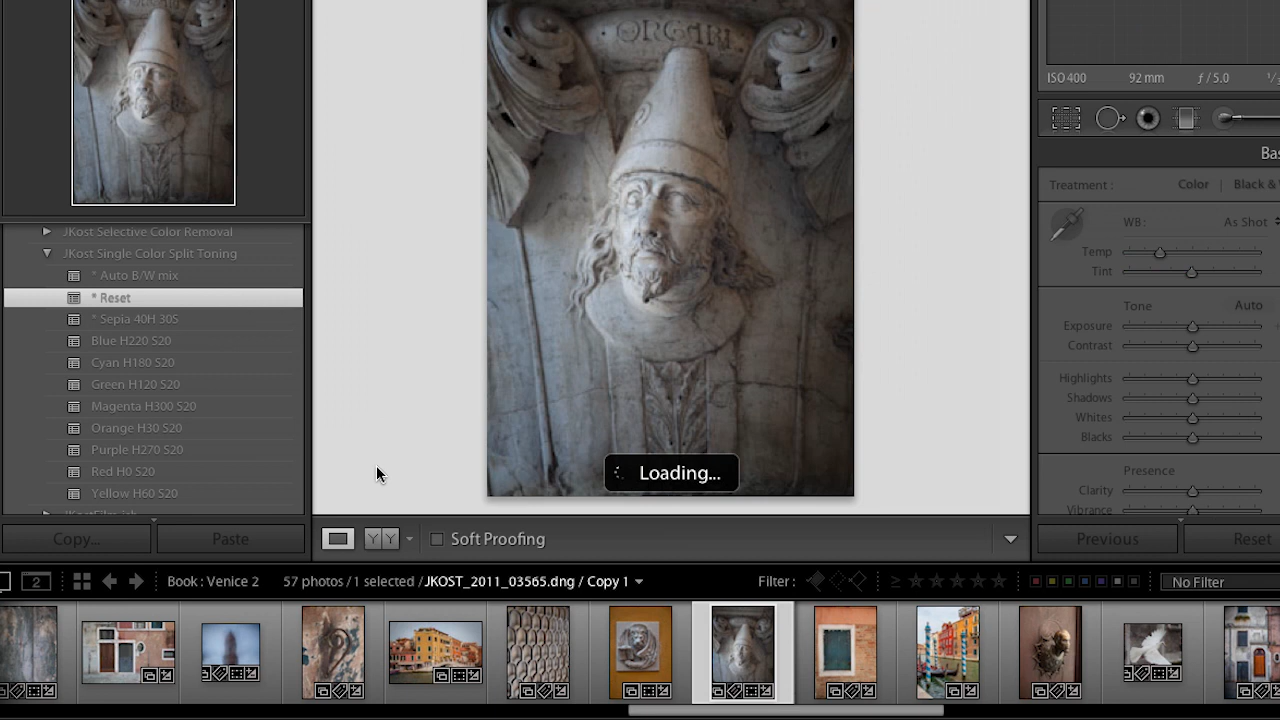 ORGARI
ISO 400 92 mm ƒ / 5.0
JKost Selective Color Removal
JKost Single Color Split Toning
* Auto B/W mix
* Reset
* Sepia 40H 30S
Blue H220 S20
Cyan H180 S20
Green H120 S20
Magenta H300 S20
Orange H30 S20
Purple H270 S20
Red H0 S20
Yellow H60 S20
Copy...
Paste
Loading...
Treatment : Color | Black &
WB: As Shot
Temp
Tint
Tone Auto
Exposure
Contrast
Highlights
Shadows
Whites
Blacks
Presence
Clarity
Vibrance
Y Y
Soft Proofing
Previous
Reset
2
Book : Venice 2
57 photos / 1 selected / JKOST_2011_03565.dng / Copy 1
Filter :
≥
No Filter